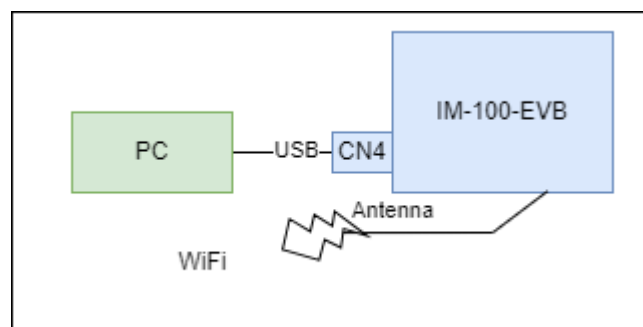 IM-100-EVB
PC
USB
CN4
Antenna
WiFi